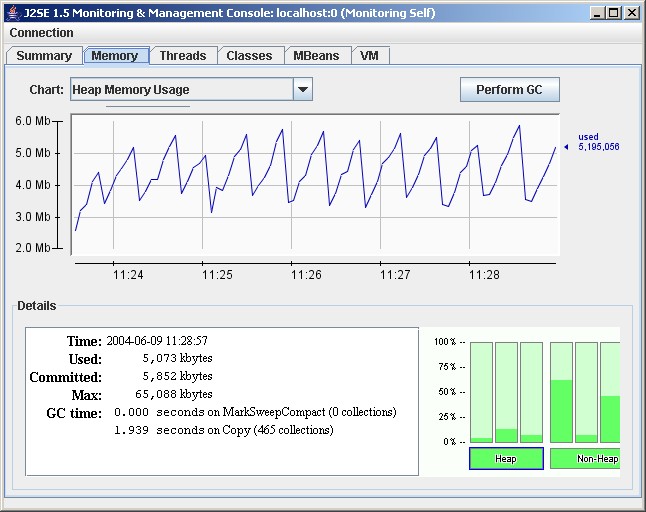 J2SE 1.5 Monitoring & Management Console: localhost:0 (Monitoring Self)
Connection
Summary Memory Threads Classes MBeans VM
Chart: Heap Memory Usage Perform GC
6.0 Mb
5.0 Mb
4.0 Mb
3.0 Mb
2.0 Mb
used
5,195,056
11:24 11:25 11:26 11:27 11:28
Details
Time: 2004-06-09 11:28:57
Used: 5,073 kbytes
Committed: 5,852 kbytes
Max: 65,088 kbytes
GC time: 0.000 seconds on MarkSweepCompact (0 collections)
1.939 seconds on Copy (465 collections)
100% --
75% --
50% --
25% --
0% --
Heap Non-Heap